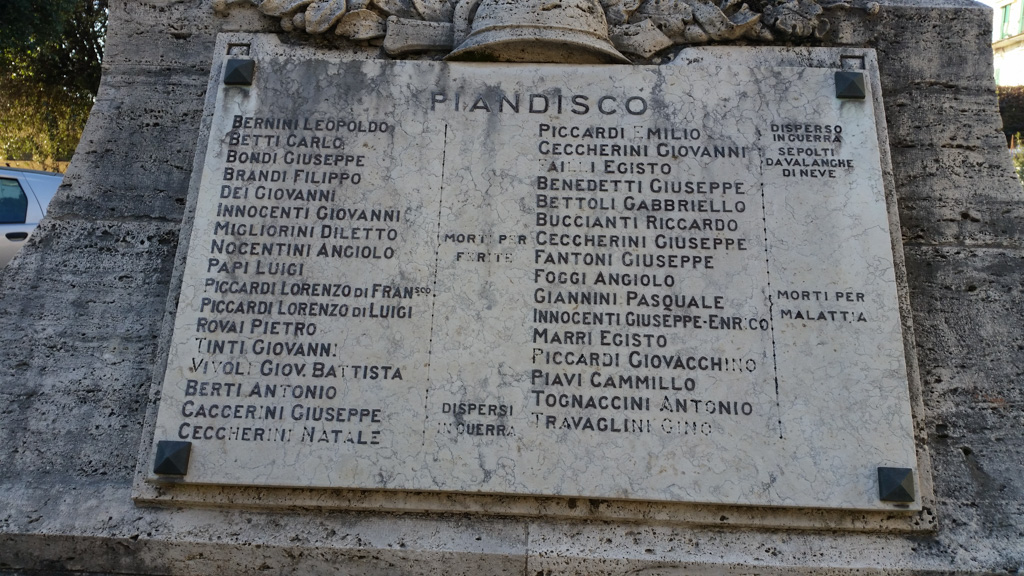 PIANDISCO
BERNINI LEOPOLDO
BETTI CARLO
BONDI GIUSEPPE
BRANDI FILIPPO
DEI GIOVANNI
INNOCENTI GIOVANNI
MIGLIORINI DILETTO
NOCENTINI ANGIOLO
PAPI LUIGI
PICCARDI LORENZO DI FRANsco
PICCARDI LORENZO DI LUIGI
ROVAI PIETRO
TINTI GIOVANNI
VIVOLI GIOV. BATTISTA
MORTI PER
FERITE
BERTI ANTONIO
CACCERINI GIUSEPPE
CECCHERINI NATALE
DISPERSI
IN GUERRA
PICCARDI EMILIO
DISPERSO
IN GUERRA
CECCHERINI GIOVANNI
EGISTO
SEPOLTI
DA VALANGHE
DI NEVE
BENEDETTI GIUSEPPE
BETTOLI GABBRIELLO
BUCCIANTI RICCARDO
CECCHERINI GIUSEPPE
FANTONI GIUSEPPE
FOGGI ANGIOLO
GIANNINI PASQUALE
INNOCENTI GIUSEPPE-ENRICO
MARRI EGISTO
PICCARDI GIOVACCHINO
PIAVI CAMMILLO
TOGNACCINI ANTONIO
TRAVAGLINI GINO
MORTI PER
MALATTIA